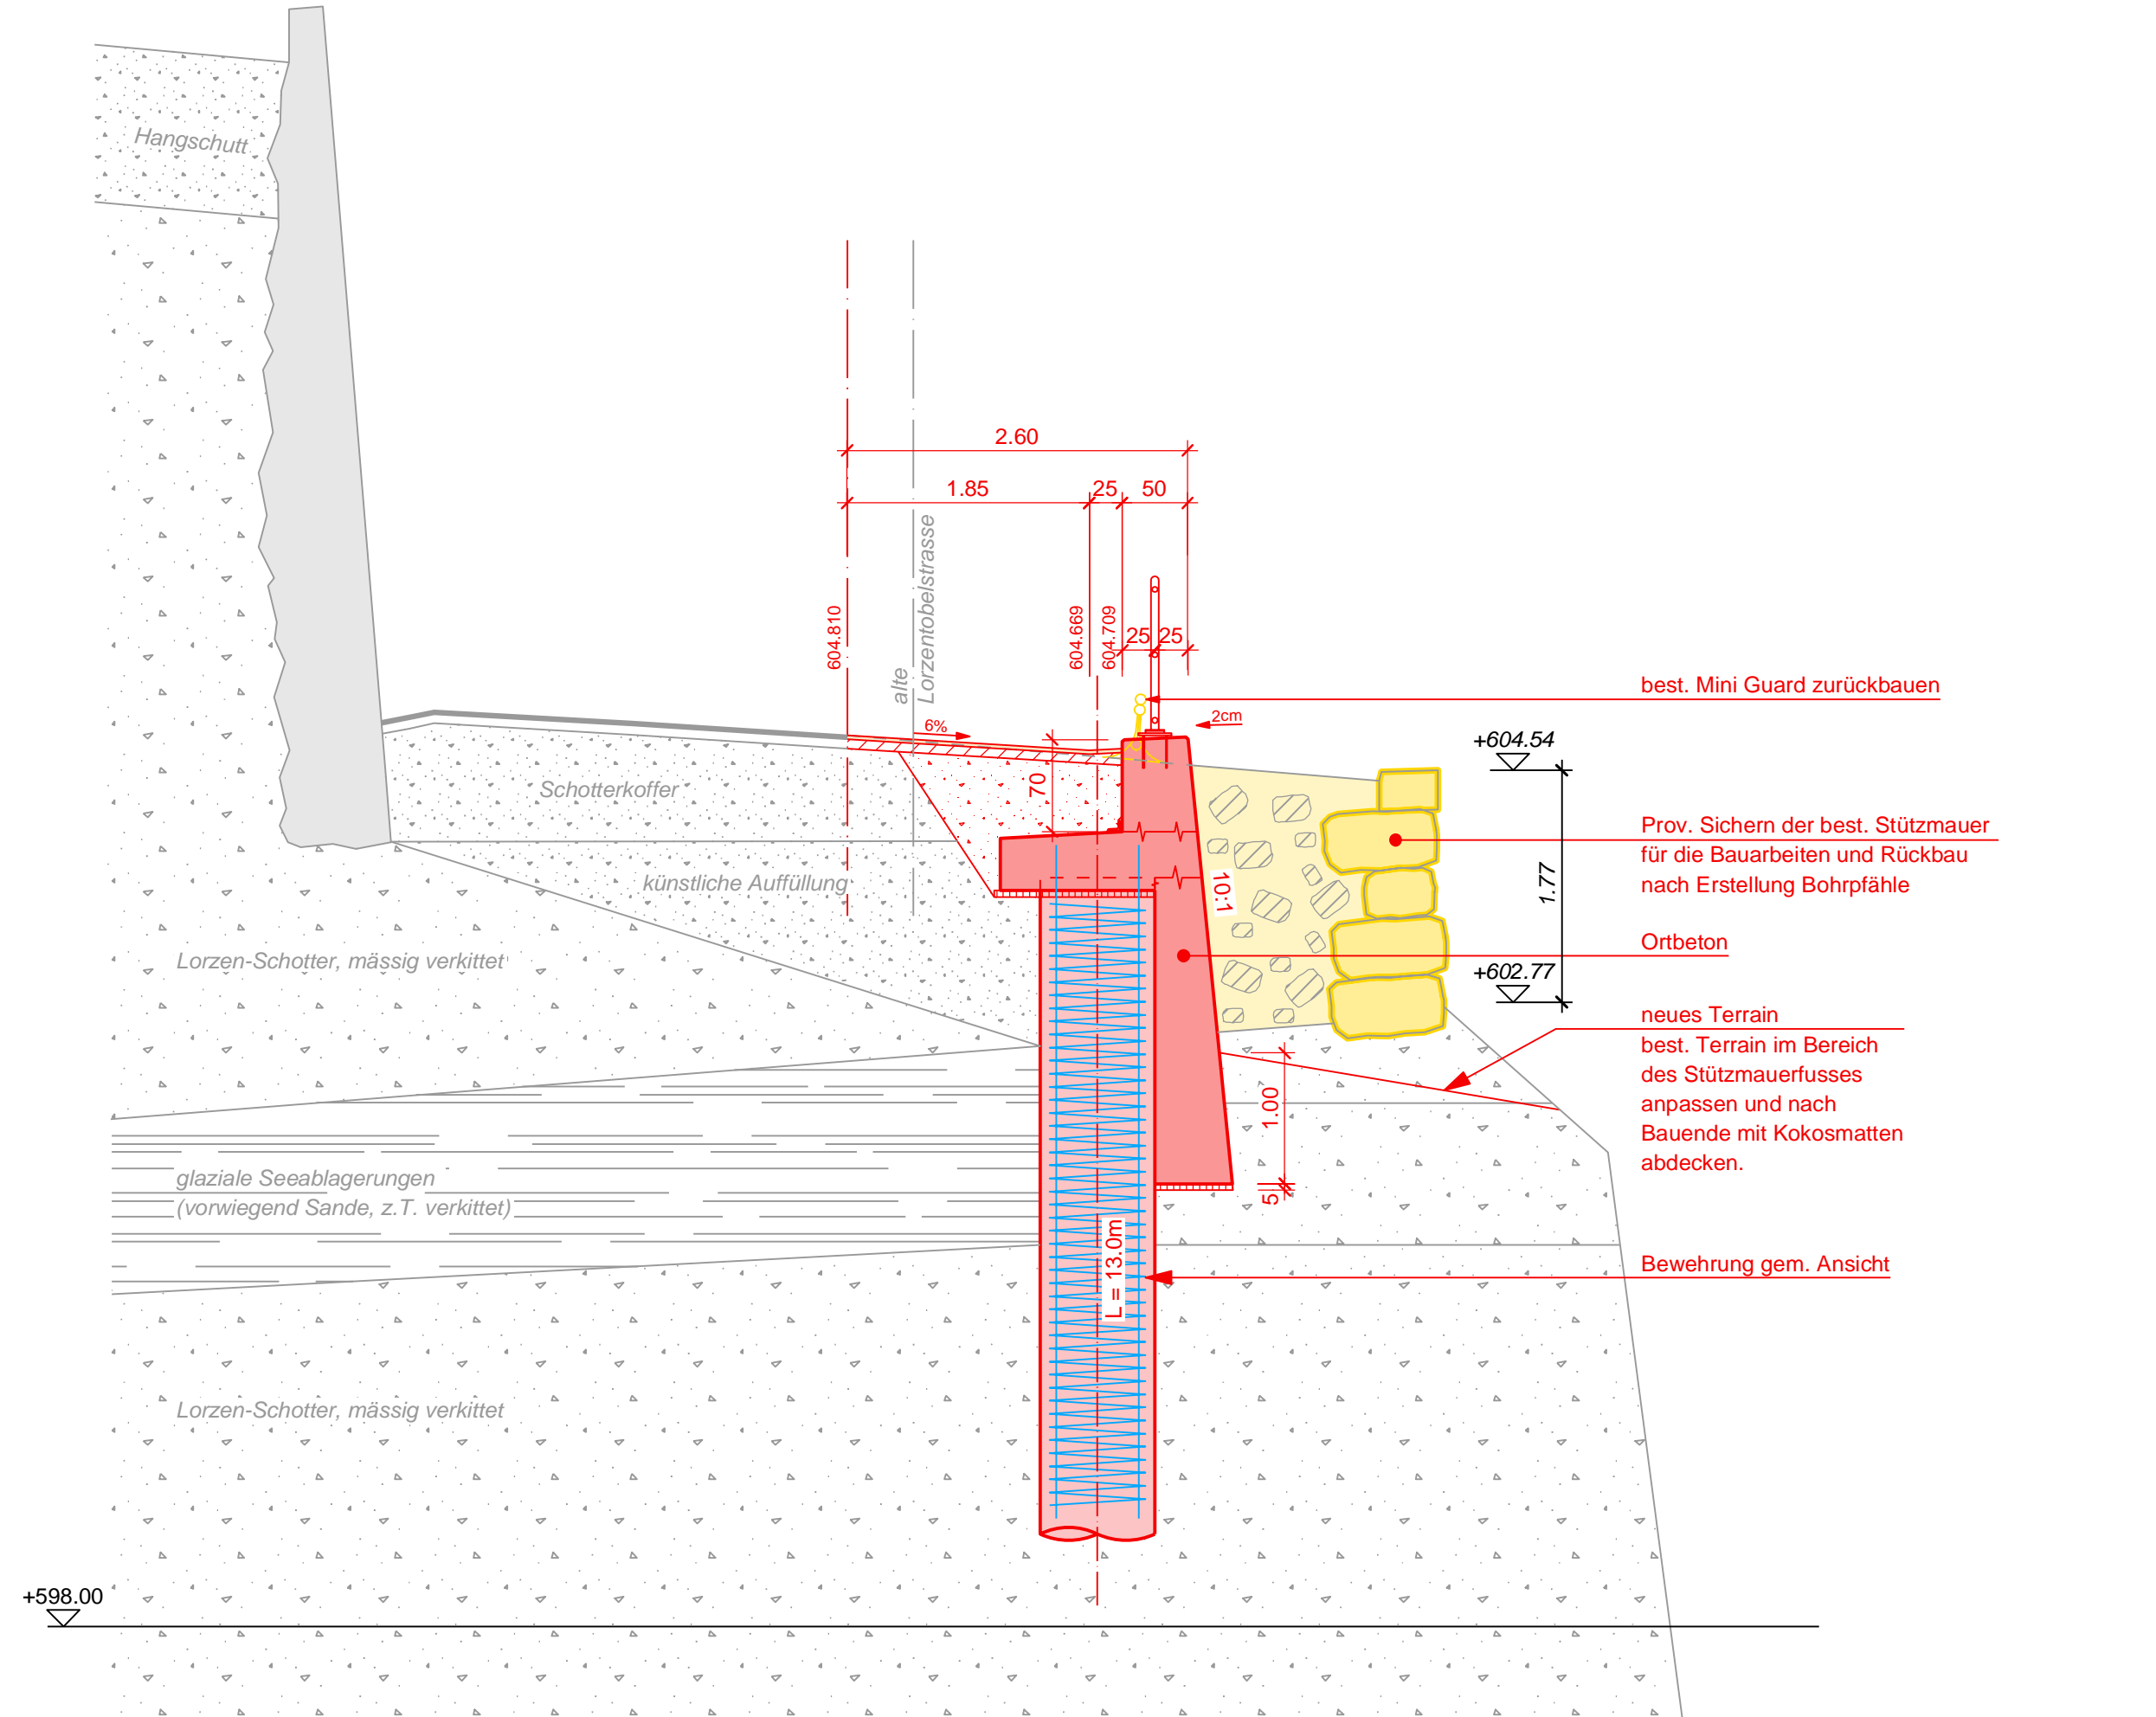 Hangschutt
2.60
1.85
25
50
604.810
alte
Lorzentobelstrasse
604.669
604.709
25
25
best. Mini Guard zurückbauen
6%
2cm
+604.54
Schotterkoffer
70
Prov. Sichern der best. Stützmauer
für die Bauarbeiten und Rückbau
nach Erstellung Bohrpfähle
1.77
künstliche Auffüllung
10:1
Ortbeton
Lorzen-Schotter, mässig verkittet
+602.77
neues Terrain
best. Terrain im Bereich
des Stützmauerfusses
anpassen und nach
Bauende mit Kokosmatten
abdecken.
1.00
5
glaziale Seeablagerungen
(vorwiegend Sande, z.T. verkittet)
L = 13.0m
Bewehrung gem. Ansicht
Lorzen-Schotter, mässig verkittet
+598.00